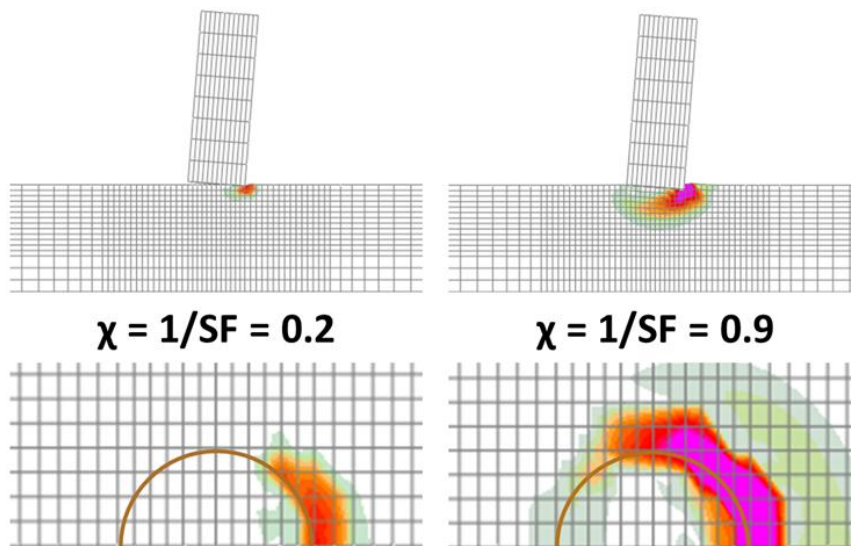 χ = 1/SF = 0.2
χ = 1/SF = 0.9